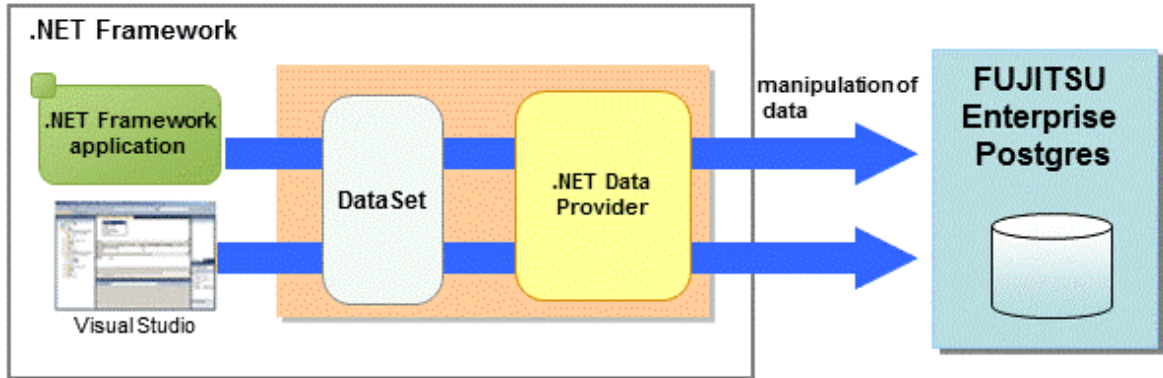 .NET Framework
.NET Framework
application
Visual Studio
DataSet
.NET Data
Provider
manipulation of
data
FUJITSU
Enterprise
Postgres